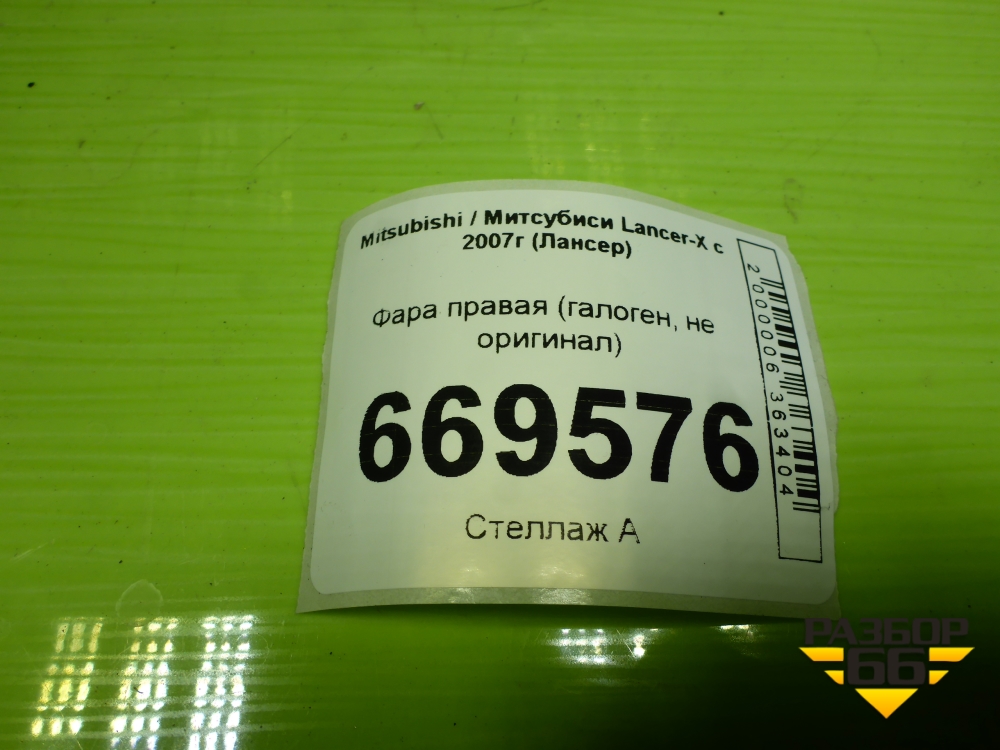 Mitsubishi / Митсубиси Lancer-X с
2007г (Лансер)
Фара правая (галоген, не
оригинал)
669576
Стеллаж А
2000006363404
РАЗБОР
66